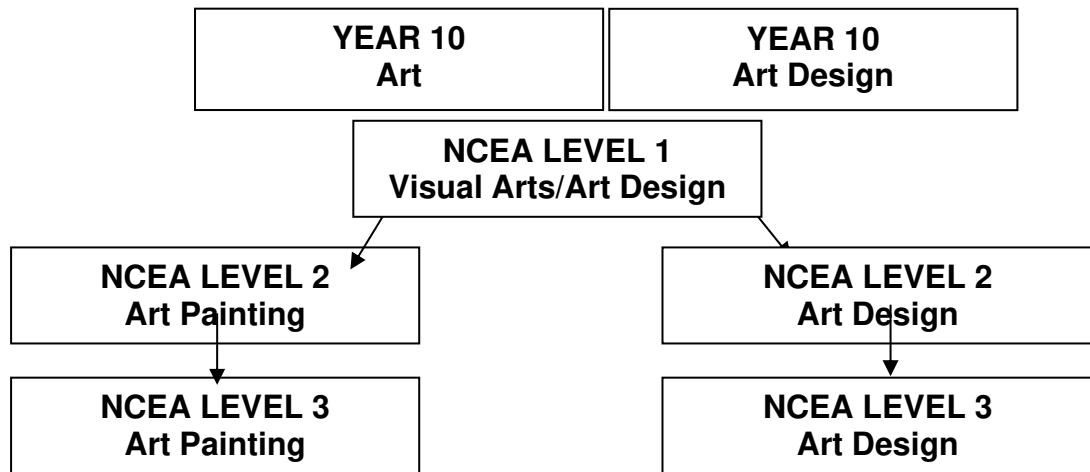 YEAR 10
Art
YEAR 10
Art Design
NCEA LEVEL 1
Visual Arts/Art Design
NCEA LEVEL 2
Art Painting
NCEA LEVEL 2
Art Design
NCEA LEVEL 3
Art Painting
NCEA LEVEL 3
Art Design